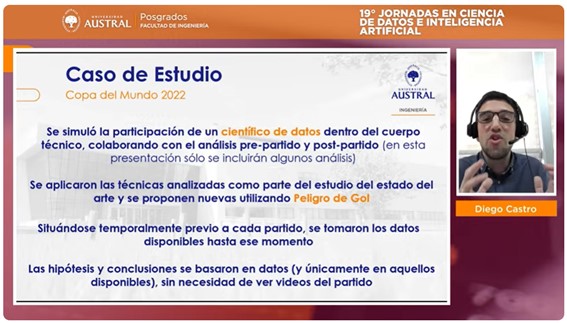 UNIVERSIDAD
AUSTRAL
Posgrados
FACULTAD DE INGENIERÍA
19° JORNADAS EN CIENCIA
DE DATOS E INTELIGENCIA
ARTIFICIAL
Caso de Estudio
Copa del Mundo 2022
UNIVERSIDAD
AUSTRAL
INGENIERÍA
Se simuló la participación de un científico de datos dentro del cuerpo
técnico, colaborando con el análisis pre-partido y post-partido (en esta
presentación sólo se incluirán algunos análisis)
Se aplicaron las técnicas analizadas como parte del estudio del estado del
arte y se proponen nuevas utilizando Peligro de Gol
Situándose temporalmente previo a cada partido, se tomaron los datos
disponibles hasta ese momento
Las hipótesis y conclusiones se basaron en datos (y únicamente en aquellos
disponibles), sin necesidad de ver videos del partido
Diego Castro